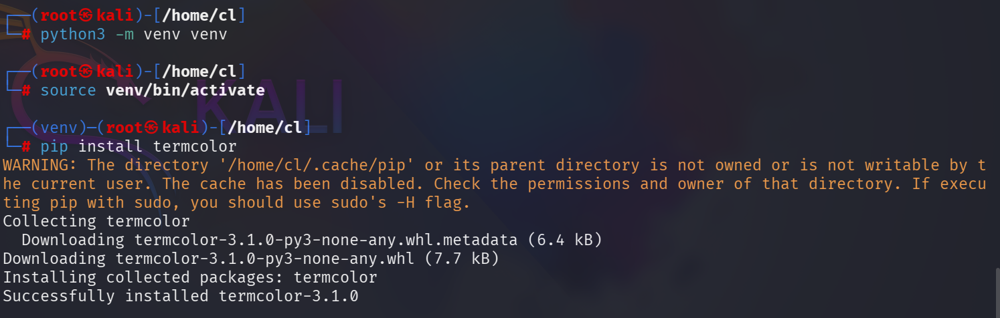 ┌──(root㉿kali)-[/home/cl]
└─# python3 -m venv venv
┌──(root㉿kali)-[/home/cl]
└─# source venv/bin/activate
KALI
┌──(venv)─(root㉿kali)-[/home/cl]
└─# pip install termcolor
WARNING: The directory '/home/cl/.cache/pip' or its parent directory is not owned or is not writable by t
he current user. The cache has been disabled. Check the permissions and owner of that directory. If execu
ting pip with sudo, you should use sudo's -H flag.
Collecting termcolor
  Downloading termcolor-3.1.0-py3-none-any.whl.metadata (6.4 kB)
Downloading termcolor-3.1.0-py3-none-any.whl (7.7 kB)
Installing collected packages: termcolor
Successfully installed termcolor-3.1.0